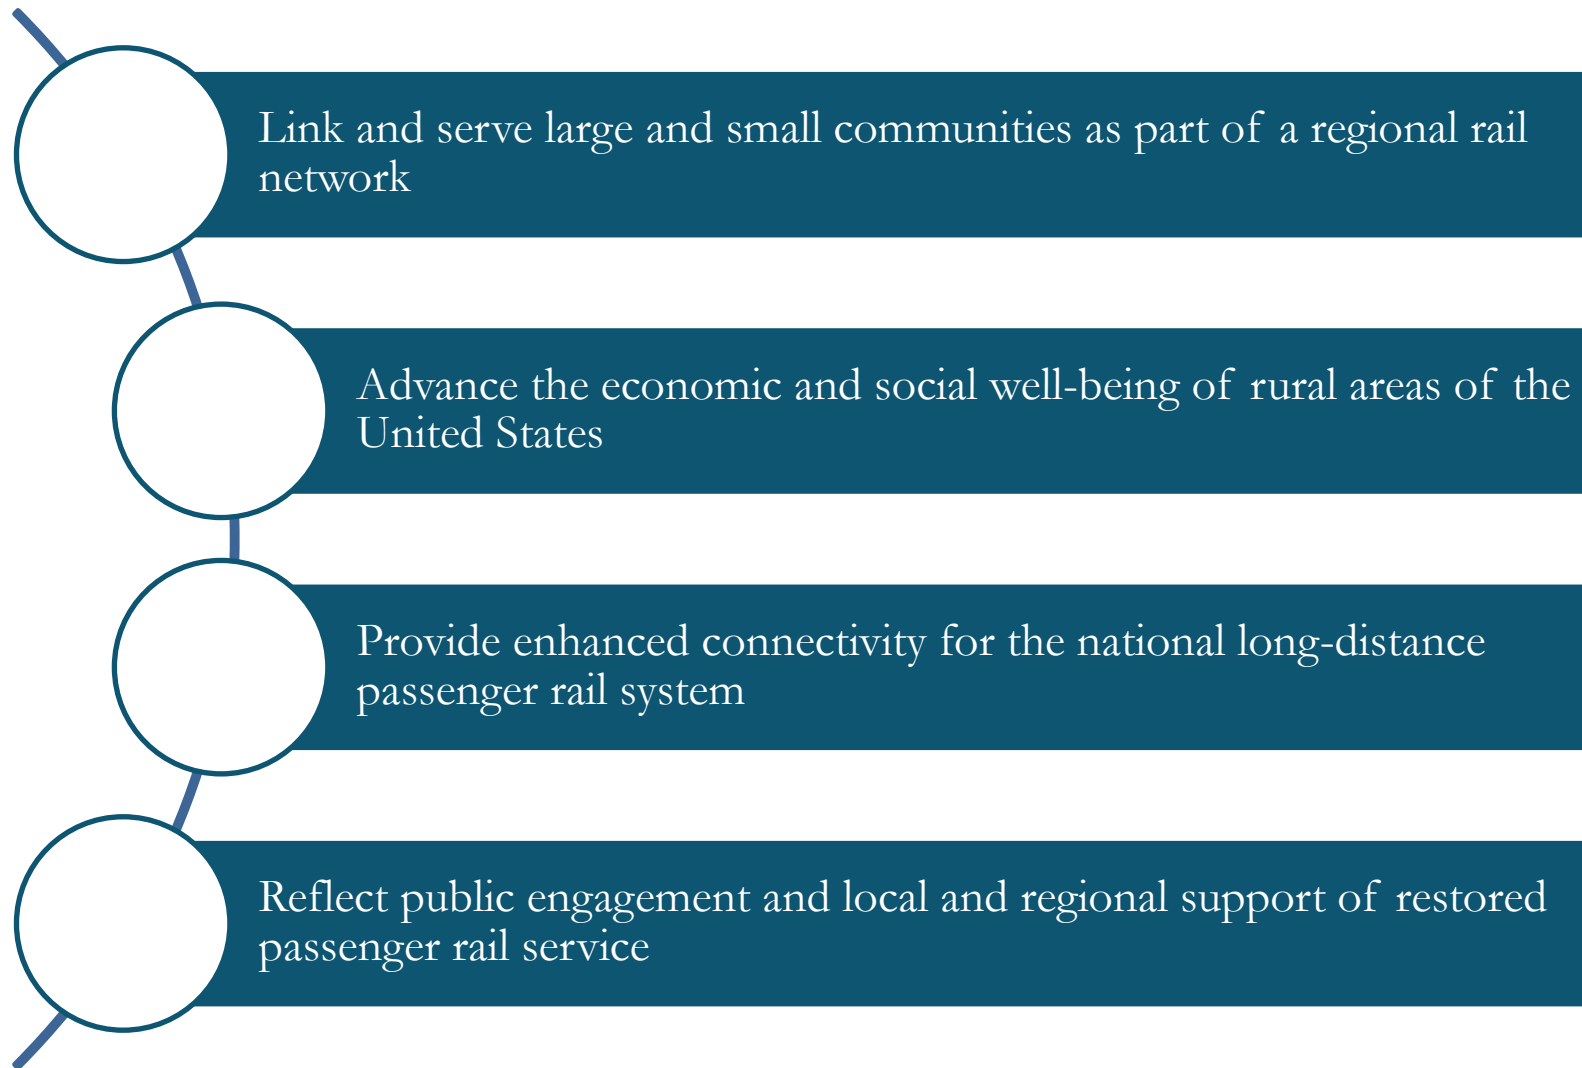 Link and serve large and small communities as part of a regional rail
network
Advance the economic and social well-being of rural areas of the
United States
Provide enhanced connectivity for the national long-distance
passenger rail system
Reflect public engagement and local and regional support of restored
passenger rail service